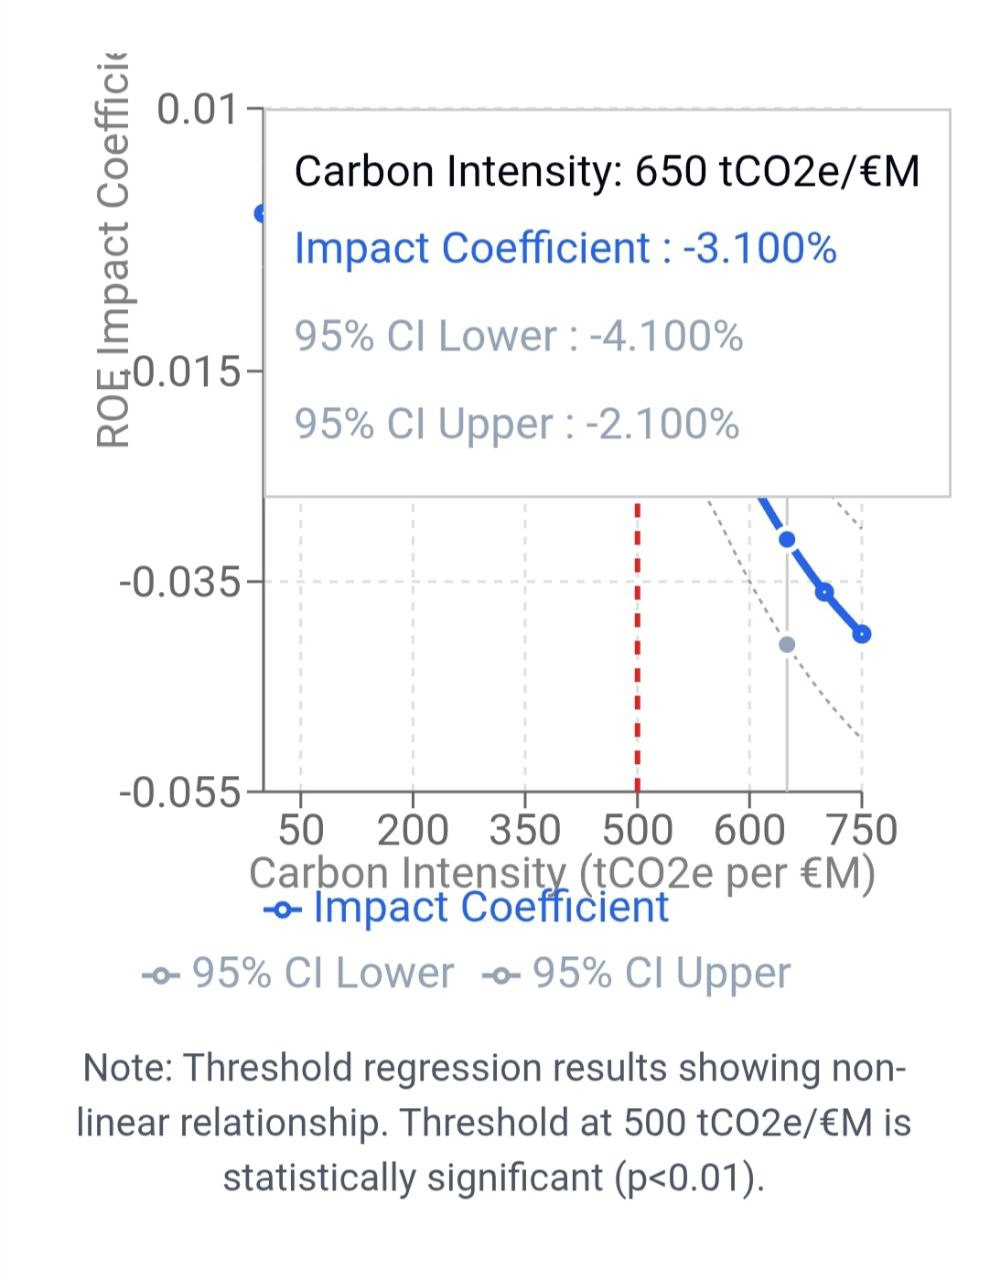 ROE Impact
0.01
Carbon Intensity: 650 tCO2e/€M
Impact Coefficient : -3.100%
95% CI Lower : -4.100%
95% CI Upper : -2.100%
-0.015
-0.035
-0.055
50 200 350 500 600 750
Carbon Intensity (tCO2e per €M)
Impact Coefficient
95% CI Lower 95% CI Upper
Note: Threshold regression results showing non-
linear relationship. Threshold at 500 tCO2e/€M is
statistically significant (p<0.01).